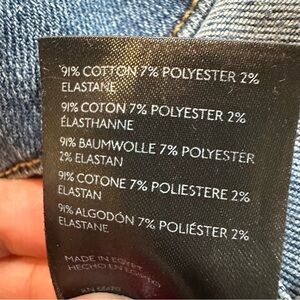 91% COTTON 7% POLYESTER 2%
ELASTANE
91% COTON 7% POLYESTER 2%
ÉLASTHANNE
91% BAUMWOLLE 7% POLYESTER
2% ELASTAN
91% COTONE 7% POLIESTERE 2%
ELASTAN
91% ALGODÓN 7% POLIÉSTER 2%
ELASTANE
MADE IN EGYPT
HECHO EN EGIPTO
RN